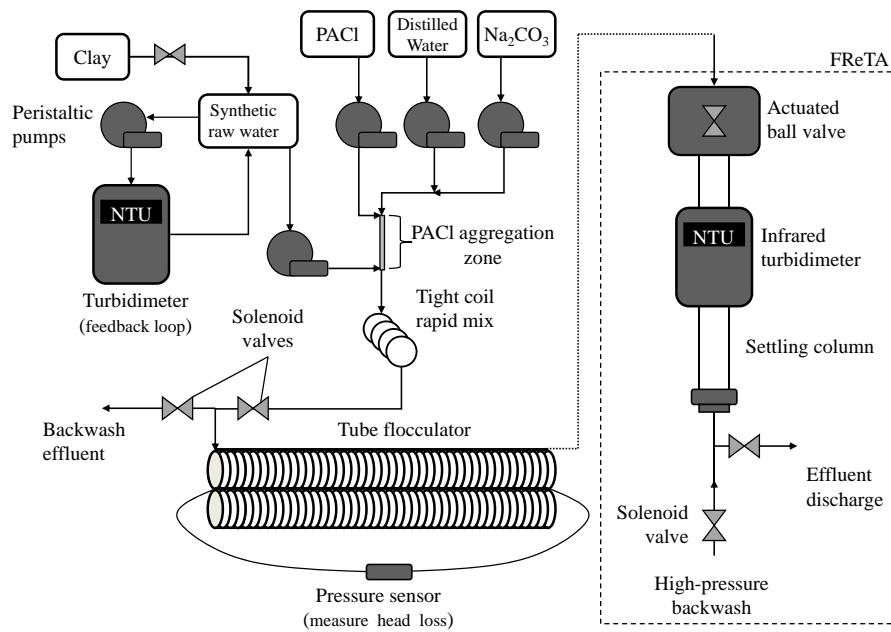 PACl
Distilled
Water
Na₂CO₃
FReTA
Clay
Peristaltic
pumps
Synthetic
raw water
Actuated
ball valve
NTU
NTU
PACl aggregation
zone
Infrared
turbidimeter
Turbidimeter
(feedback loop)
Solenoid
valves
Tight coil
rapid mix
Settling column
Backwash
effluent
Tube flocculator
Effluent
discharge
Solenoid
valve
Pressure sensor
(measure head loss)
High-pressure
backwash